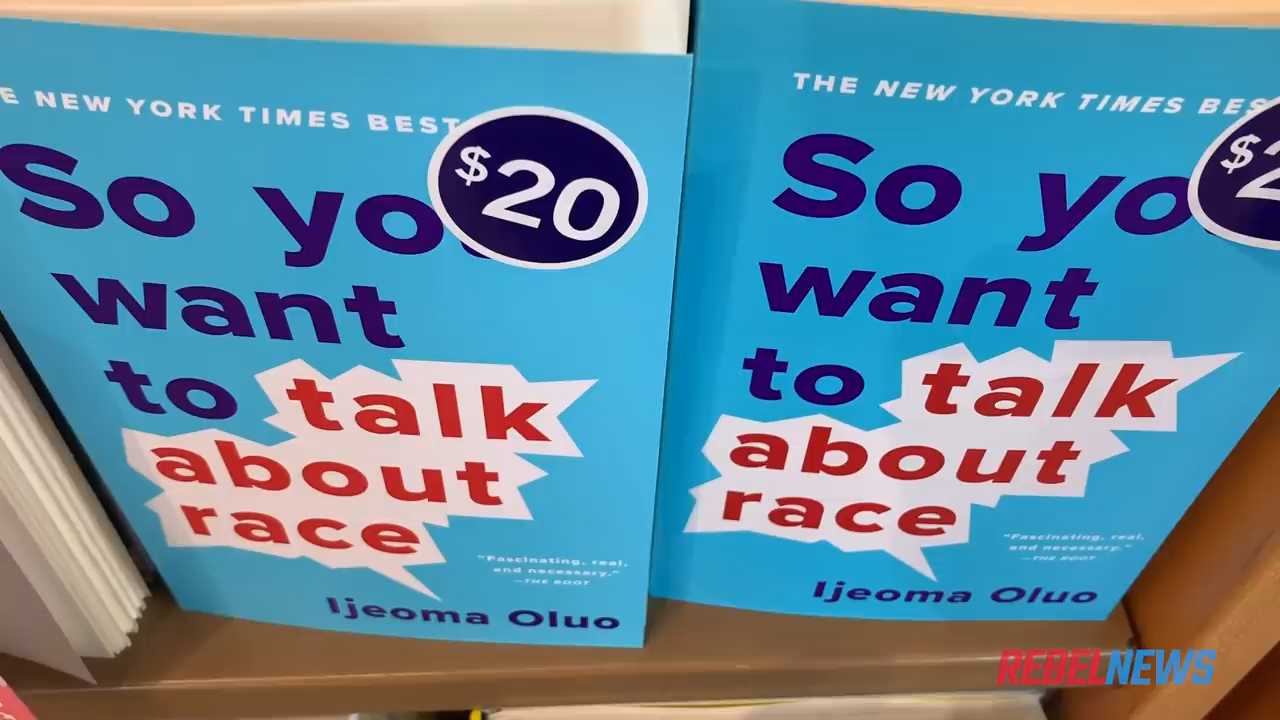 E NEW YORK TIMES BEST
$20
So yo
want
to talk
about
race
"Fascinating, real,
and necessary."
—THE ROOT
Ijeoma Oluo
THE NEW YORK TIMES BES
$2
So yo
want
to talk
about
race
"Fascinating, real,
and necessary."
—THE ROOT
Ijeoma Oluo
REBELNEWS